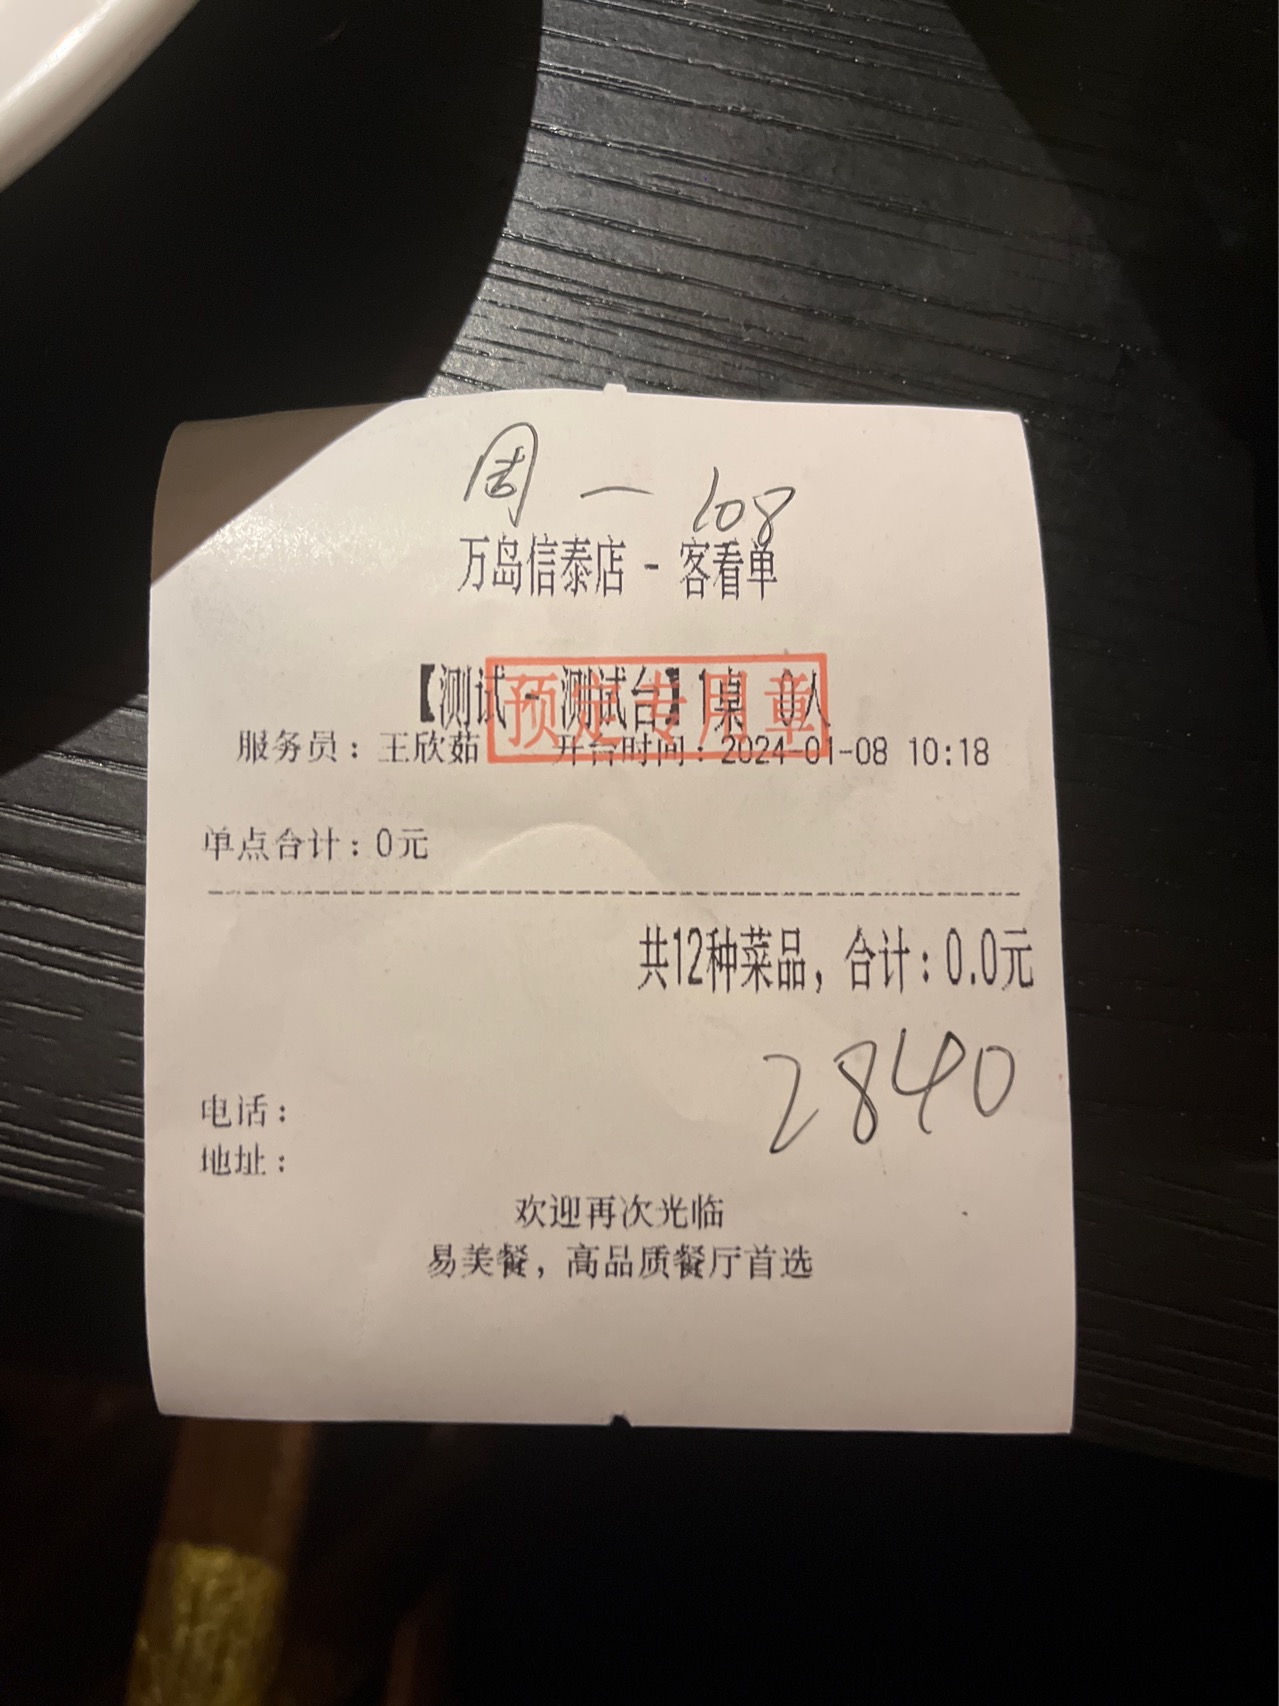 周一 108
万岛信泰店 - 客看单
【测试 - 测试台】1桌 0人
预定专用章
服务员：王欣茹 开台时间：2024-01-08 10:18
单点合计：0元
共12种菜品，合计：0.0元
2840
电话：
地址：
欢迎再次光临
易美餐，高品质餐厅首选